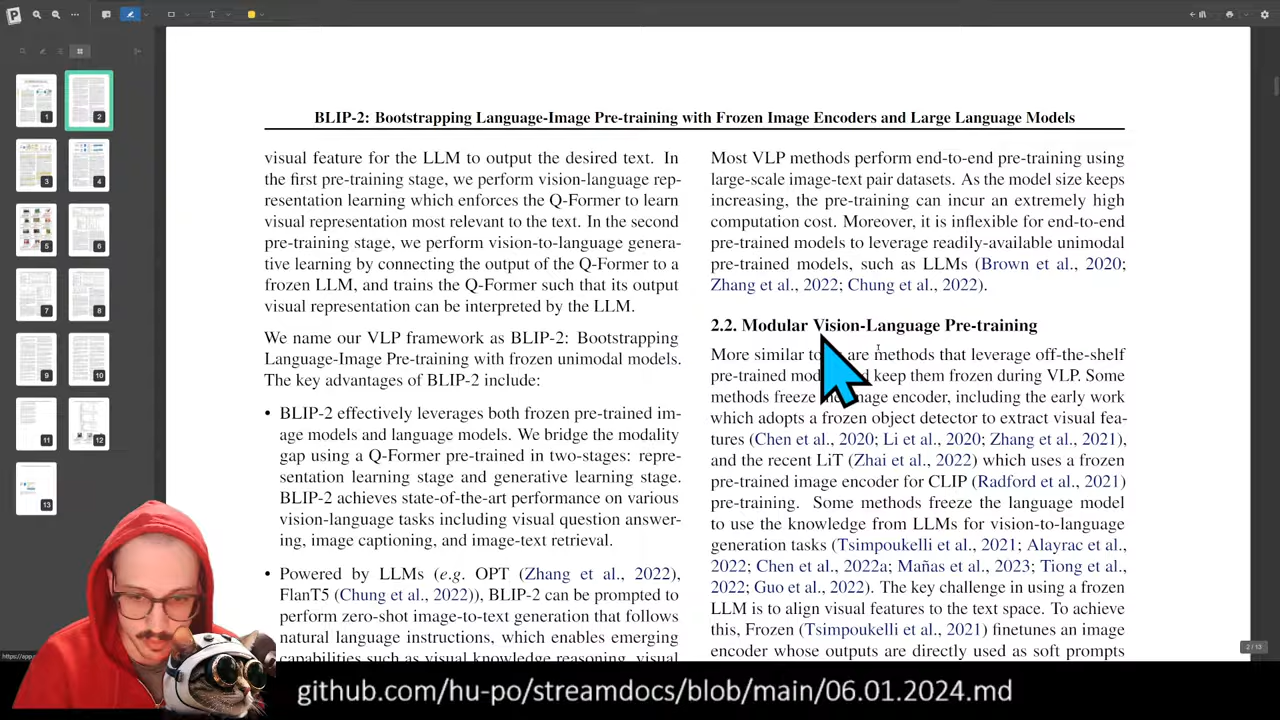 BLIP-2: Bootstrapping Language-Image Pre-training with Frozen Image Encoders and Large Language Models
visual feature for the LLM to output the desired text. In
the first pre-training stage, we perform vision-language rep-
resentation learning which enforces the Q-Former to learn
visual representation most relevant to the text. In the second
pre-training stage, we perform vision-to-language genera-
tive learning by connecting the output of the Q-Former to a
frozen LLM, and trains the Q-Former such that its output
visual representation can be interpreted by the LLM.
We name our VLP framework as BLIP-2: Bootstrapping
Language-Image Pre-training with frozen unimodal models.
The key advantages of BLIP-2 include:
• BLIP-2 effectively leverages both frozen pre-trained im-
age models and language models. We bridge the modality
gap using a Q-Former pre-trained in two-stages: repre-
sentation learning stage and generative learning stage.
BLIP-2 achieves state-of-the-art performance on various
vision-language tasks including visual question answer-
ing, image captioning, and image-text retrieval.
• Powered by LLMs (e.g. OPT (Zhang et al., 2022),
FlanT5 (Chung et al., 2022)), BLIP-2 can be prompted to
perform zero-shot image-to-text generation that follows
natural language instructions, which enables emerging
capabilities such as visual knowledge reasoning, visual
Most VLP methods perform end-to-end pre-training using
large-scale image-text pair datasets. As the model size keeps
increasing, the pre-training can incur an extremely high
computation cost. Moreover, it is inflexible for end-to-end
pre-trained models to leverage readily-available unimodal
pre-trained models, such as LLMs (Brown et al., 2020;
Zhang et al., 2022; Chung et al., 2022).
2.2. Modular Vision-Language Pre-training
More similar to are methods that leverage off-the-shelf
pre-trained keep them frozen during VLP. Some
methods freeze image encoder, including the early work
which adopts a frozen object detector to extract visual fea-
tures (Chen et al., 2020; Li et al., 2020; Zhang et al., 2021),
and the recent LiT (Zhai et al., 2022) which uses a frozen
pre-trained image encoder for CLIP (Radford et al., 2021)
pre-training. Some methods freeze the language model
to use the knowledge from LLMs for vision-to-language
generation tasks (Tsimpoukelli et al., 2021; Alayrac et al.,
2022; Chen et al., 2022a; Mañas et al., 2023; Tiong et al.,
2022; Guo et al., 2022). The key challenge in using a frozen
LLM is to align visual features to the text space. To achieve
this, Frozen (Tsimpoukelli et al., 2021) finetunes an image
encoder whose outputs are directly used as soft prompts
1
2
3
4
5
6
7
8
9
10
11
12
13
2 / 13
github.com/hu-po/streamdocs/blob/main/06.01.2024.md